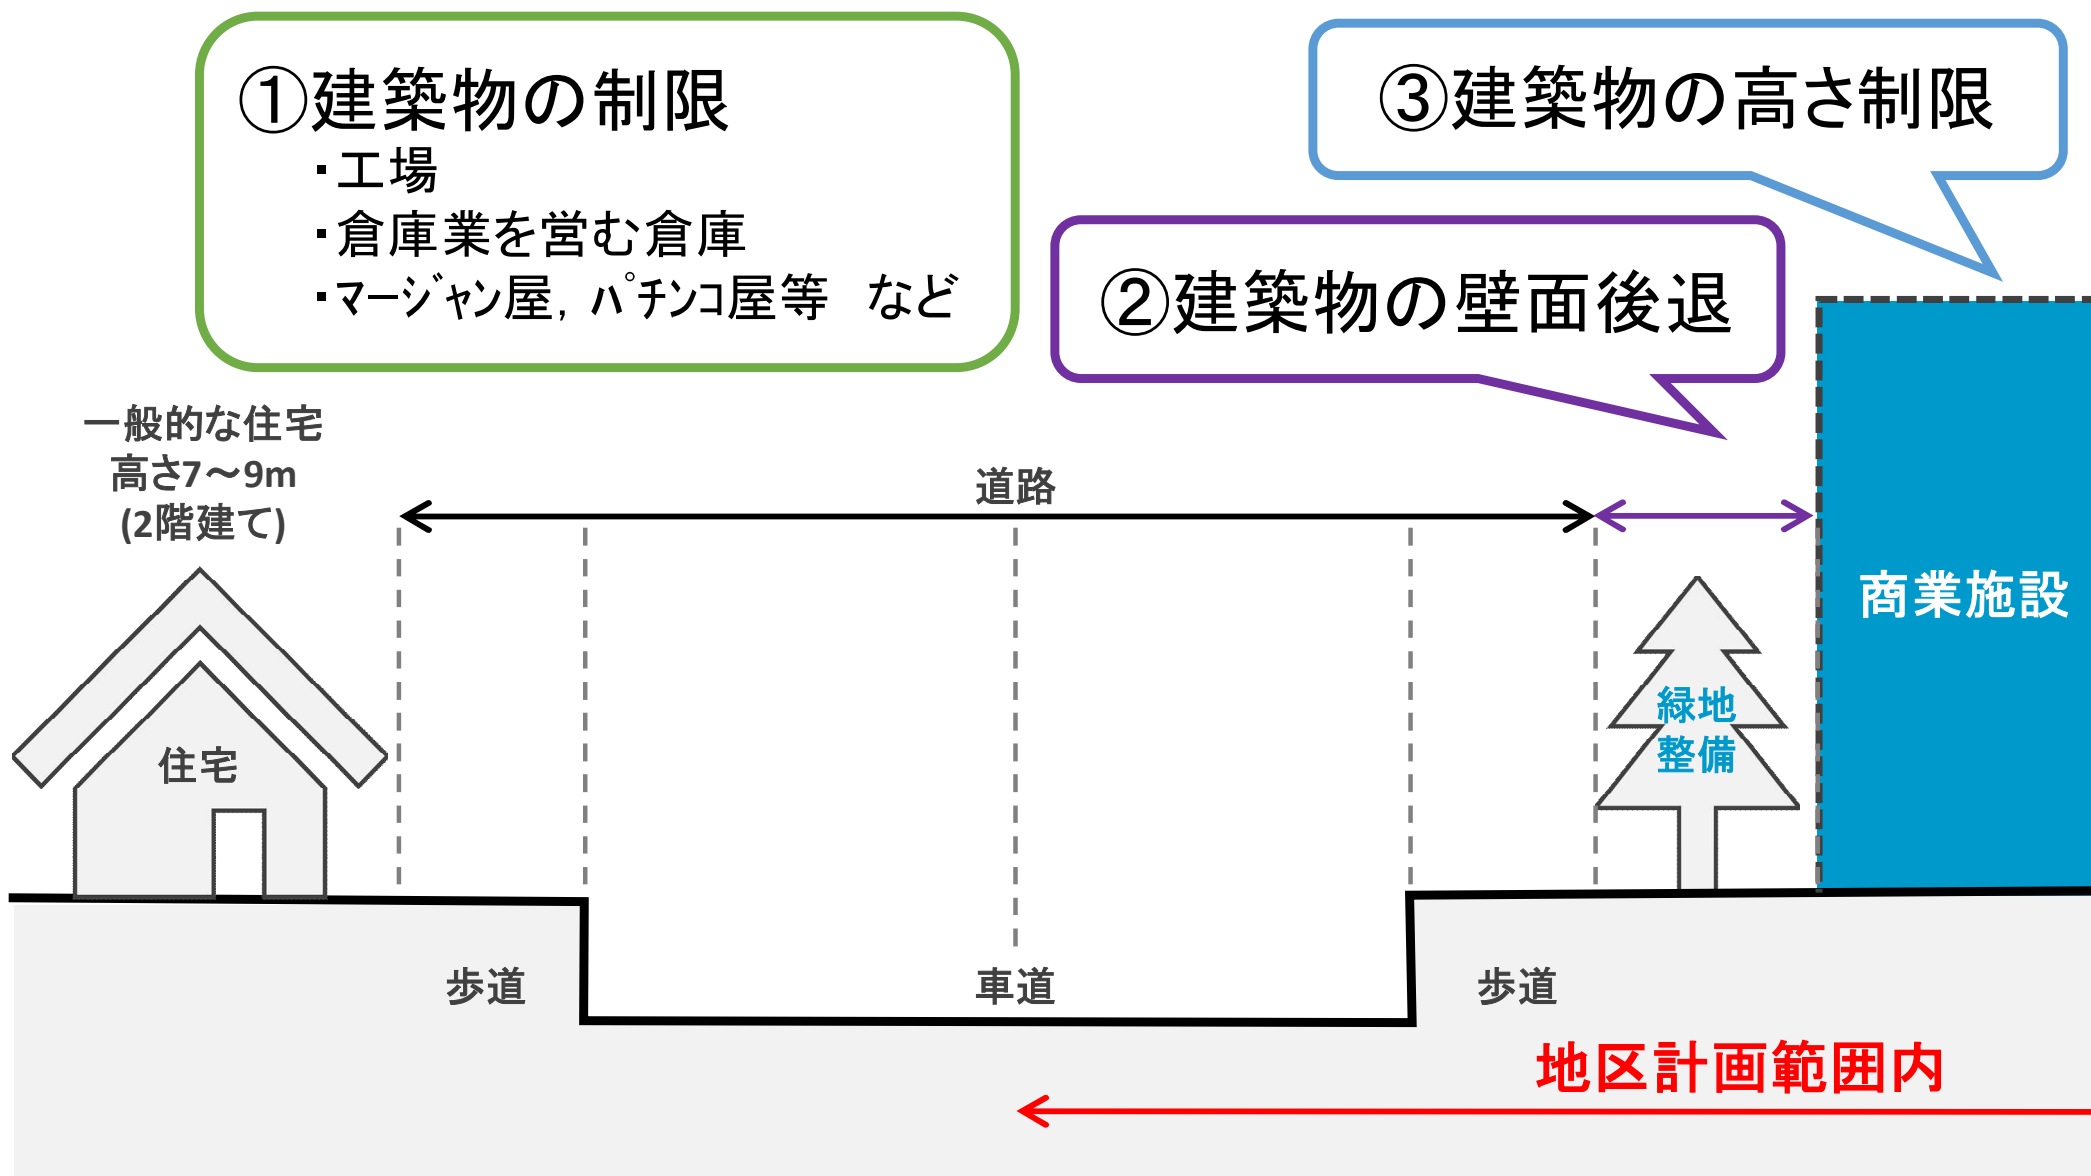 ①建築物の制限
・工場
・倉庫業を営む倉庫
・マージャン屋，パチンコ屋等　など
③建築物の高さ制限
②建築物の壁面後退
一般的な住宅
高さ7～9m
(2階建て)
道路
商業施設
緑地
整備
住宅
歩道
車道
歩道
地区計画範囲内